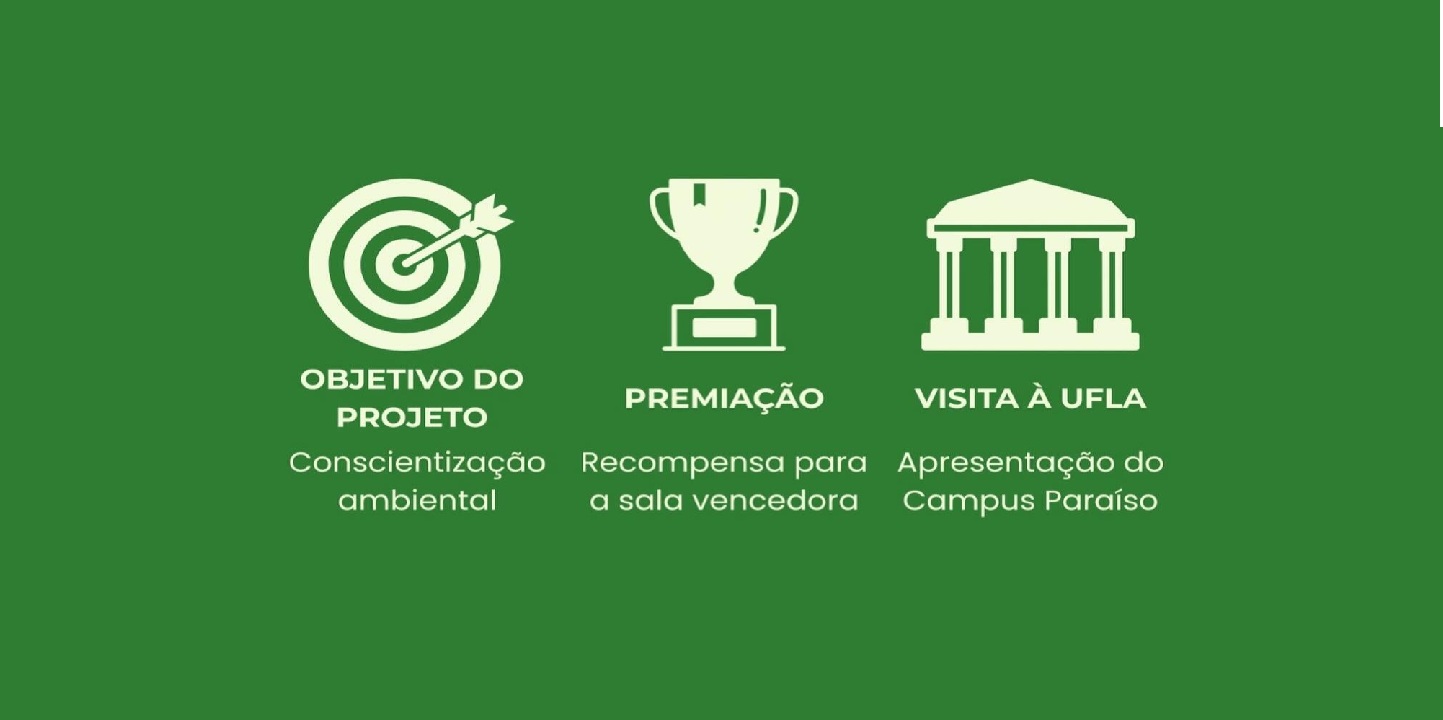 OBJETIVO DO
PROJETO
Conscientização
ambiental
PREMIAÇÃO
Recompensa para
a sala vencedora
VISITA À UFLA
Apresentação do
Campus Paraíso